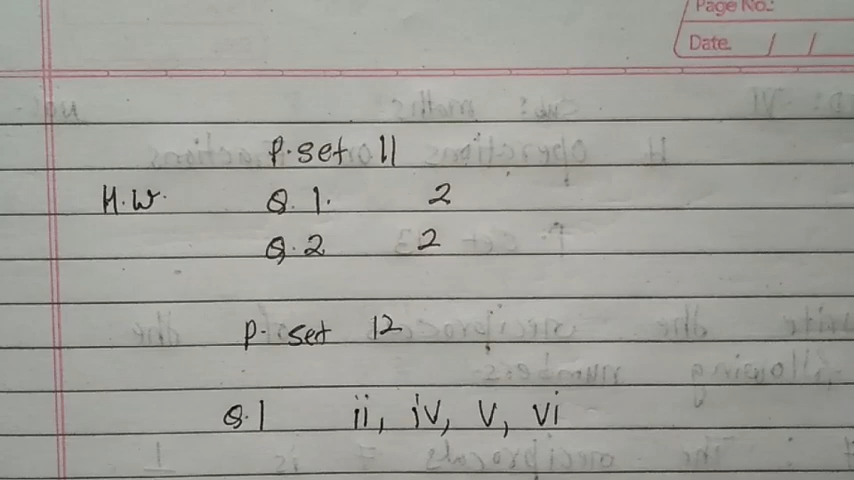 Page No.:
Date. / /
P. set 11
H.W. Q. 1. 2
Q. 2 2
P. set 12
Q. 1 ii, iv, v, vi